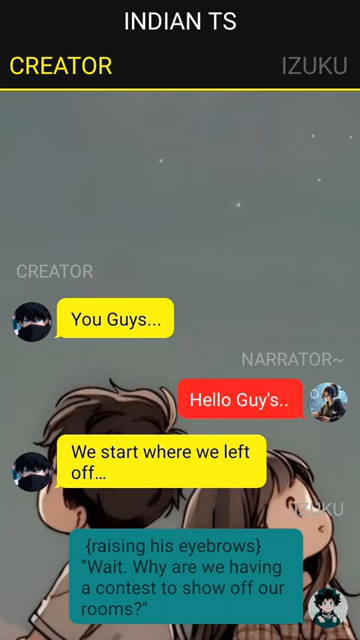 INDIAN TS
CREATOR
IZUKU
CREATOR
You Guys...
NARRATOR~
Hello Guy's..
We start where we left
off...
IZUKU
{raising his eyebrows}
"Wait. Why are we having
a contest to show off our
rooms?"